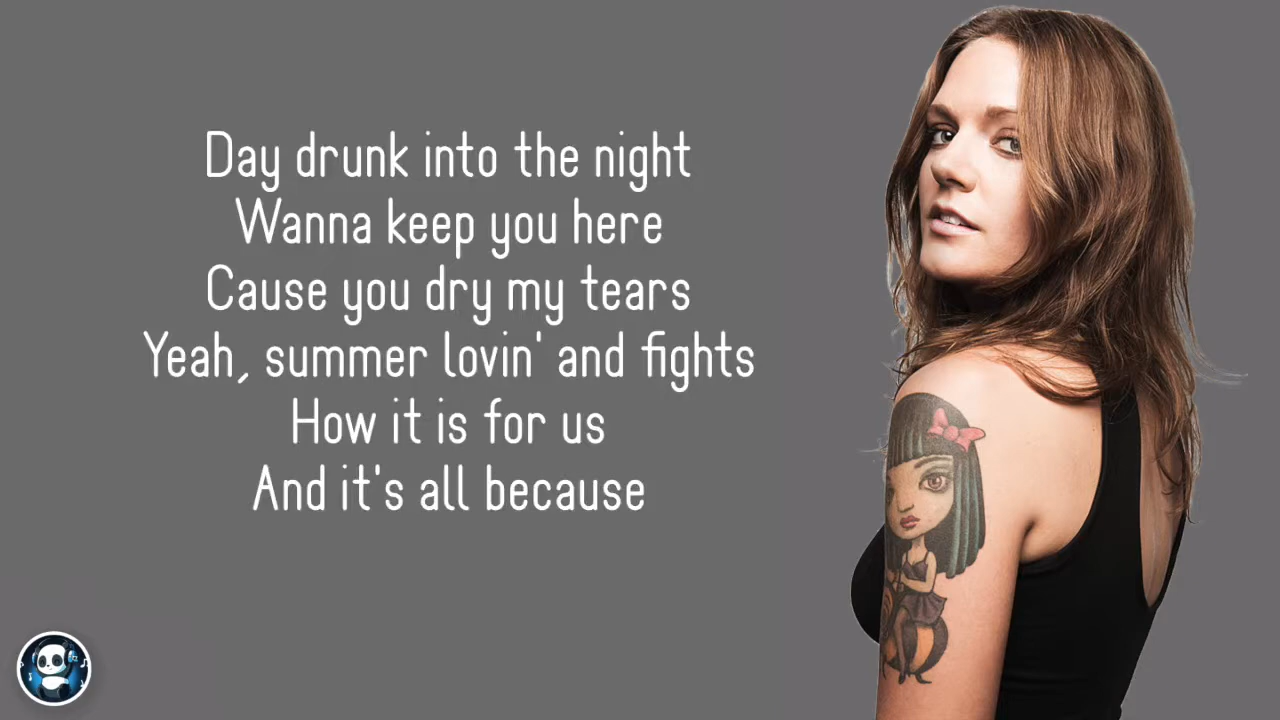 Day drunk into the night
Wanna keep you here
Cause you dry my tears
Yeah, summer lovin' and fights
How it is for us
And it's all because